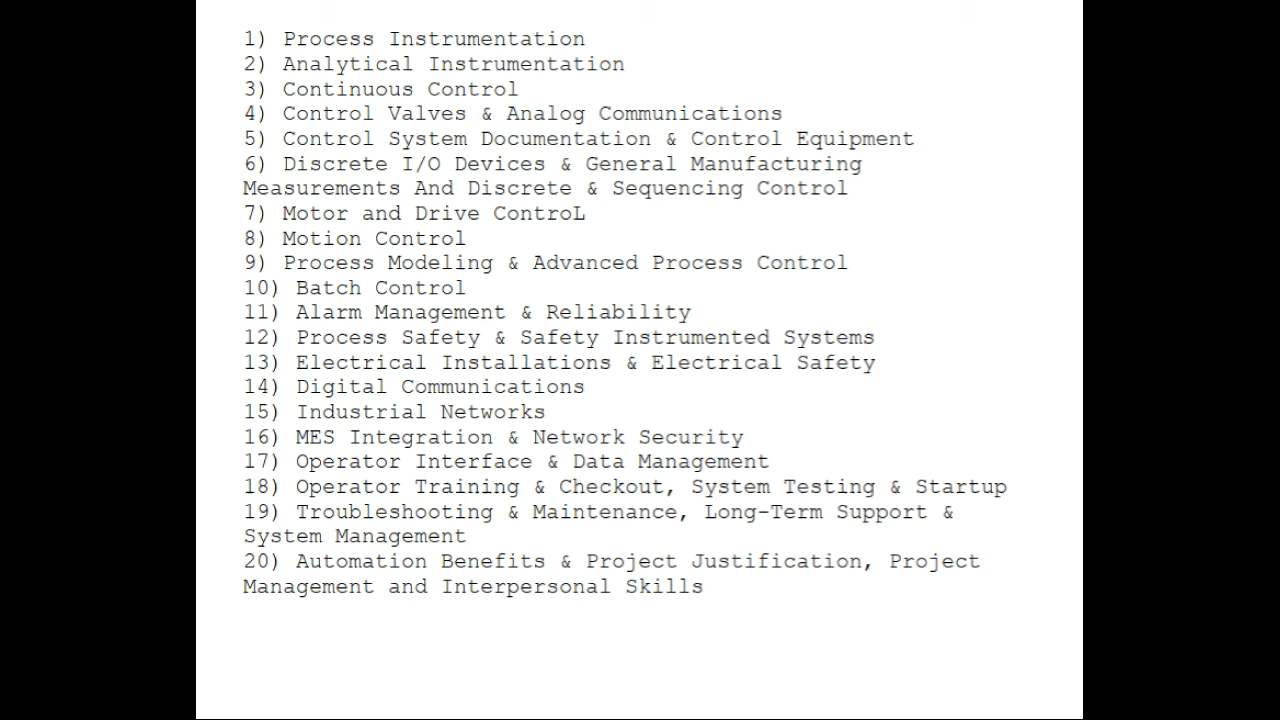 1) Process Instrumentation
2) Analytical Instrumentation
3) Continuous Control
4) Control Valves & Analog Communications
5) Control System Documentation & Control Equipment
6) Discrete I/O Devices & General Manufacturing
Measurements And Discrete & Sequencing Control
7) Motor and Drive ControL
8) Motion Control
9) Process Modeling & Advanced Process Control
10) Batch Control
11) Alarm Management & Reliability
12) Process Safety & Safety Instrumented Systems
13) Electrical Installations & Electrical Safety
14) Digital Communications
15) Industrial Networks
16) MES Integration & Network Security
17) Operator Interface & Data Management
18) Operator Training & Checkout, System Testing & Startup
19) Troubleshooting & Maintenance, Long-Term Support &
System Management
20) Automation Benefits & Project Justification, Project
Management and Interpersonal Skills